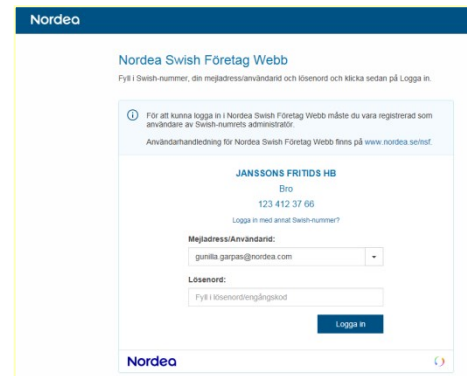 Nordea
Nordea Swish Företag Webb
Fyll i Swish-nummer, din mejladress/användarid och lösenord och klicka sedan på Logga in.
För att kunna logga in i Nordea Swish Företag Webb måste du vara registrerad som
användare av Swish-numrets administratör.
Användarhandledning för Nordea Swish Företag Webb finns på www.nordea.se/nsf.
JANSSONS FRITIDS HB
Bro
123 412 37 66
Logga in med annat Swish-nummer?
Mejladress/Användarid:
gunilla.garpas@nordea.com
Lösenord:
Fyll i lösenord/engångskod
Logga in
Nordea